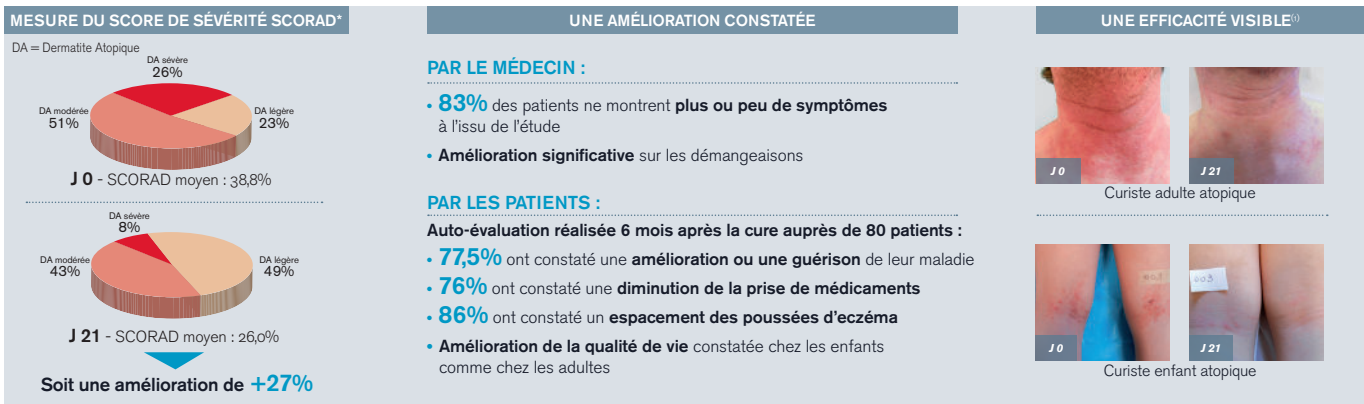 MESURE DU SCORE DE SÉVÉRITÉ SCORAD*
DA = Dermatite Atopique
DA sévère
26%
DA modérée
51%
DA légère
23%
J 0 - SCORAD moyen : 38,8%
DA sévère
8%
DA modérée
43%
DA légère
49%
J 21 - SCORAD moyen : 26,0%
Soit une amélioration de +27%
UNE AMÉLIORATION CONSTATÉE
PAR LE MÉDECIN :
• 83% des patients ne montrent plus ou peu de symptômes
à l'issu de l'étude
• Amélioration significative sur les démangeaisons
PAR LES PATIENTS :
Auto-évaluation réalisée 6 mois après la cure auprès de 80 patients :
• 77,5% ont constaté une amélioration ou une guérison de leur maladie
• 76% ont constaté une diminution de la prise de médicaments
• 86% ont constaté un espacement des poussées d'eczéma
• Amélioration de la qualité de vie constatée chez les enfants
comme chez les adultes
UNE EFFICACITÉ VISIBLE(1)
J 0
J 21
Curiste adulte atopique
003
J 0
J 21
Curiste enfant atopique